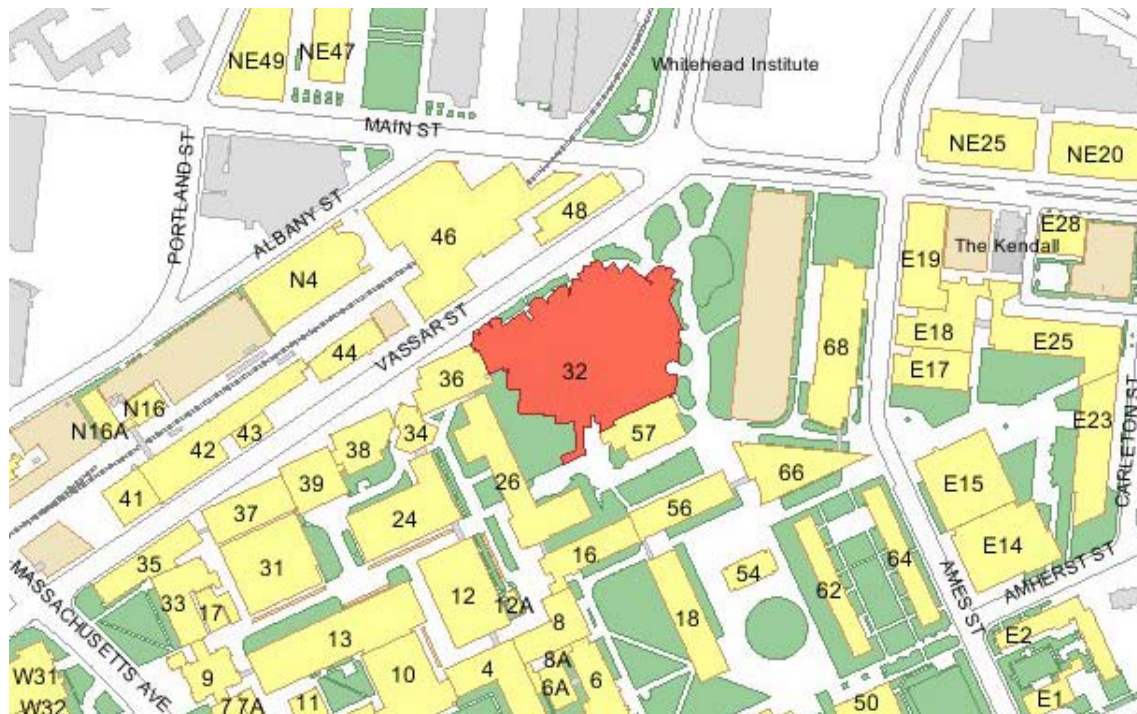 NE49
NE47
Whitehead Institute
MAIN ST
NE25
NE20
PORTLAND ST
ALBANY ST
46
48
E28
The Kendall
E19
N4
VASSAR ST
E18
E25
44
68
36
32
E17
N16
N16A
43
42
34
38
57
E23
CARLETON ST
41
39
26
66
E15
37
24
56
E14
35
31
16
64
AMHERST ST
MASSACHUSETTS AVE
33
17
12
12A
54
62
AMES ST
18
13
8
E2
W31
W32
9
10
4
8A
6A
6
7
7A
11
50
E1